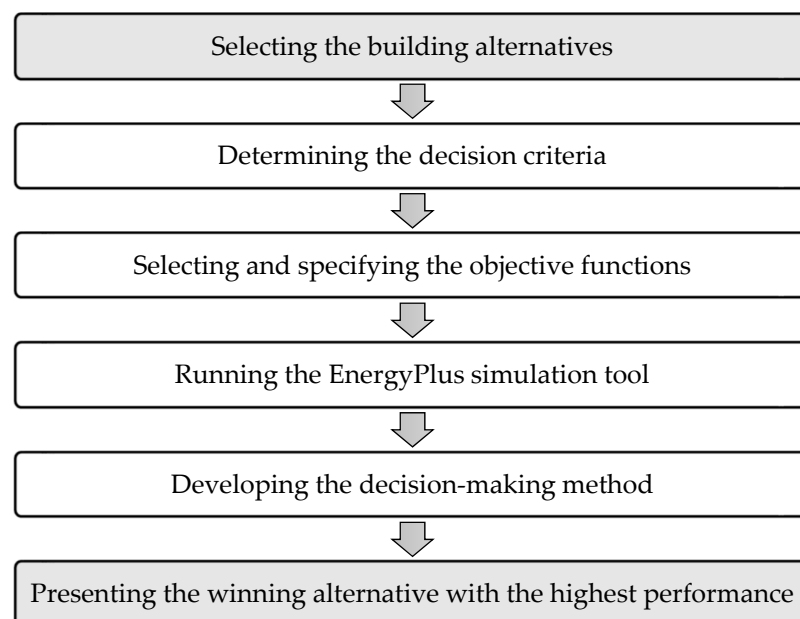 Selecting the building alternatives
Determining the decision criteria
Selecting and specifying the objective functions
Running the EnergyPlus simulation tool
Developing the decision-making method
Presenting the winning alternative with the highest performance